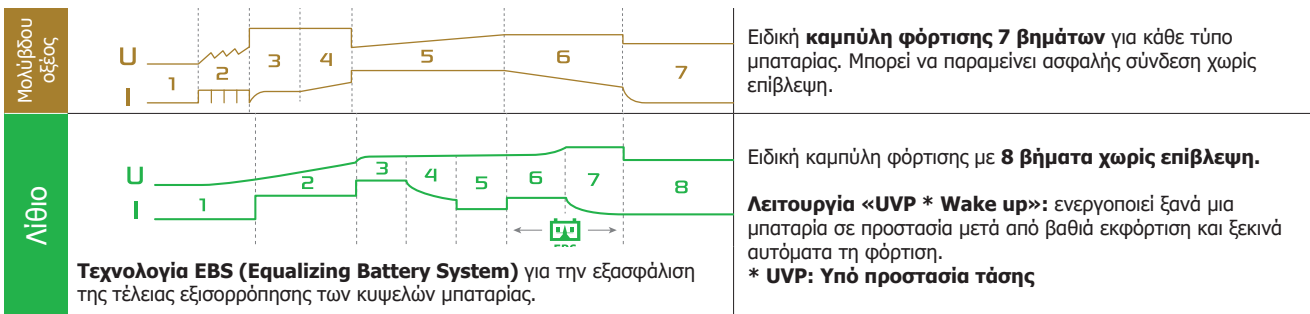 Μολύβδου
οξέος
U
I
1 2 3 4 5 6 7
Ειδική καμπύλη φόρτισης 7 βημάτων για κάθε τύπο
μπαταρίας. Μπορεί να παραμείνει ασφαλής σύνδεση χωρίς
επίβλεψη.
Λίθιο
U
I
1 2 3 4 5 6 7 8
EBS
Τεχνολογία EBS (Equalizing Battery System) για την εξασφάλιση
της τέλειας εξισορρόπησης των κυψελών μπαταρίας.
Ειδική καμπύλη φόρτισης με 8 βήματα χωρίς επίβλεψη.
Λειτουργία «UVP * Wake up»: ενεργοποιεί ξανά μια
μπαταρία σε προστασία μετά από βαθιά εκφόρτιση και ξεκινά
αυτόματα τη φόρτιση.
* UVP: Υπό προστασία τάσης